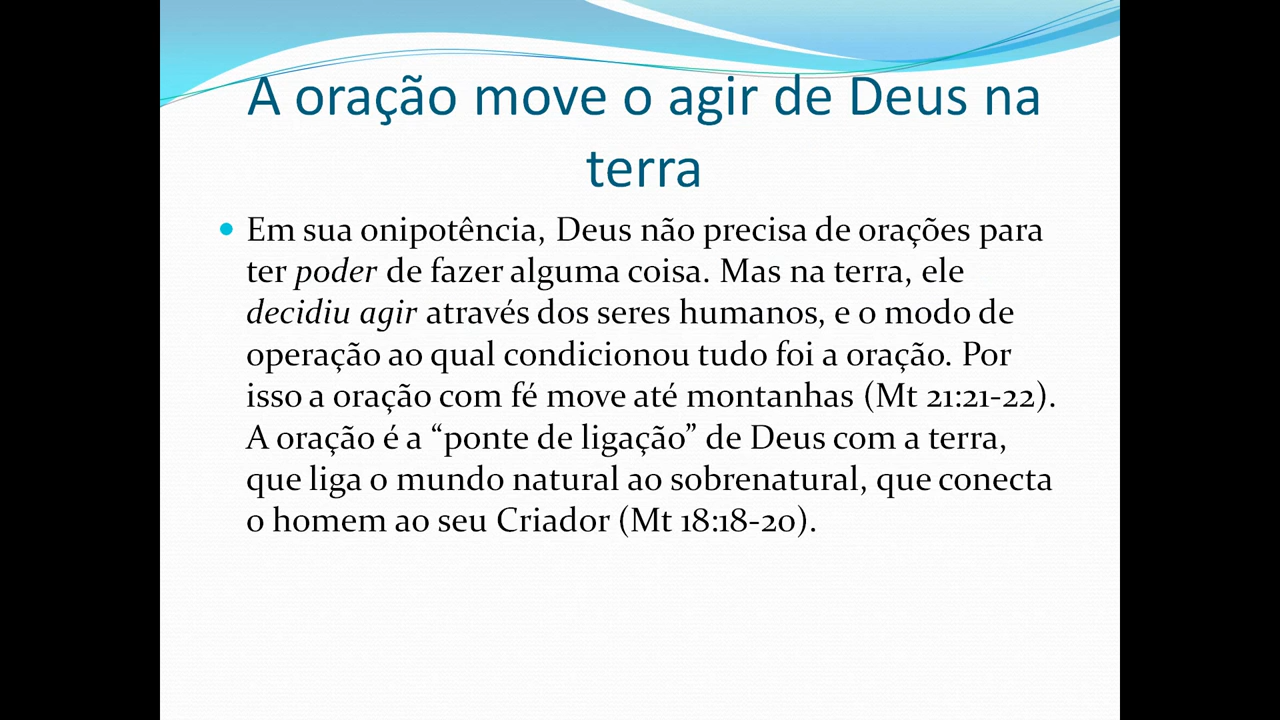 A oração move o agir de Deus na
terra
• Em sua onipotência, Deus não precisa de orações para
ter poder de fazer alguma coisa. Mas na terra, ele
decidiu agir através dos seres humanos, e o modo de
operação ao qual condicionou tudo foi a oração. Por
isso a oração com fé move até montanhas (Mt 21:21-22).
A oração é a “ponte de ligação” de Deus com a terra,
que liga o mundo natural ao sobrenatural, que conecta
o homem ao seu Criador (Mt 18:18-20).